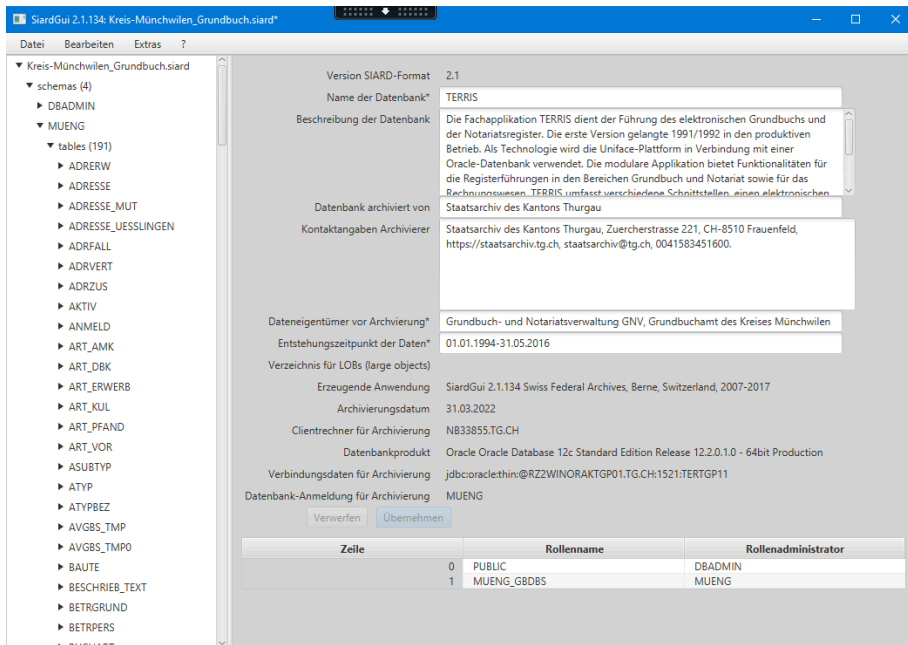 SiardGui 2.1.134: Kreis-Münchwilen_Grundbuch.siard*
Datei Bearbeiten Extras ?
Kreis-Münchwilen_Grundbuch.siard
schemas (4)
DBADMIN
MUENG
tables (191)
ADRERW
ADRESSE
ADRESSE_MUT
ADRESSE_UESSLINGEN
ADRFALL
ADRVERT
ADRZUS
AKTIV
ANMELD
ART_AMK
ART_DBK
ART_ERWERB
ART_KUL
ART_PFAND
ART_VOR
ASUBTYP
ATYP
ATYPBEZ
AVGBS_TMP
AVGBS_TMP0
BAUTE
BESCHRIEB_TEXT
BETRGRUND
BETRPERS
Version SIARD-Format 2.1
Name der Datenbank* TERRIS
Beschreibung der Datenbank Die Fachapplikation TERRIS dient der Führung des elektronischen Grundbuchs und
der Notariatsregister. Die erste Version gelangte 1991/1992 in den produktiven
Betrieb. Als Technologie wird die Uniface-Plattform in Verbindung mit einer
Oracle-Datenbank verwendet. Die modulare Applikation bietet Funktionalitäten für
die Registerführungen in den Bereichen Grundbuch und Notariat sowie für das
Rechnungswesen. TERRIS umfasst verschiedene Schnittstellen, einen elektronischen
Datenbank archiviert von Staatsarchiv des Kantons Thurgau
Kontaktangaben Archivierer Staatsarchiv des Kantons Thurgau, Zuercherstrasse 221, CH-8510 Frauenfeld,
https://staatsarchiv.tg.ch, staatsarchiv@tg.ch, 0041583451600.
Dateneigentümer vor Archvierung* Grundbuch- und Notariatsverwaltung GNV, Grundbuchamt des Kreises Münchwilen
Entstehungszeitpunkt der Daten* 01.01.1994-31.05.2016
Verzeichnis für LOBs (large objects)
Erzeugende Anwendung SiardGui 2.1.134 Swiss Federal Archives, Berne, Switzerland, 2007-2017
Archivierungsdatum 31.03.2022
Clientrechner für Archivierung NB33855.TG.CH
Datenbankprodukt Oracle Oracle Database 12c Standard Edition Release 12.2.0.1.0 - 64bit Production
Verbindungsdaten für Archivierung jdbc:oracle:thin:@RZ2WINORAKTGP01.TG.CH:1521:TERTGP11
Datenbank-Anmeldung für Archivierung MUENG
Verwerfen Übernehmen
Zeile Rollenname Rollenadministrator
0 PUBLIC DBADMIN
1 MUENG_GBDBS MUENG